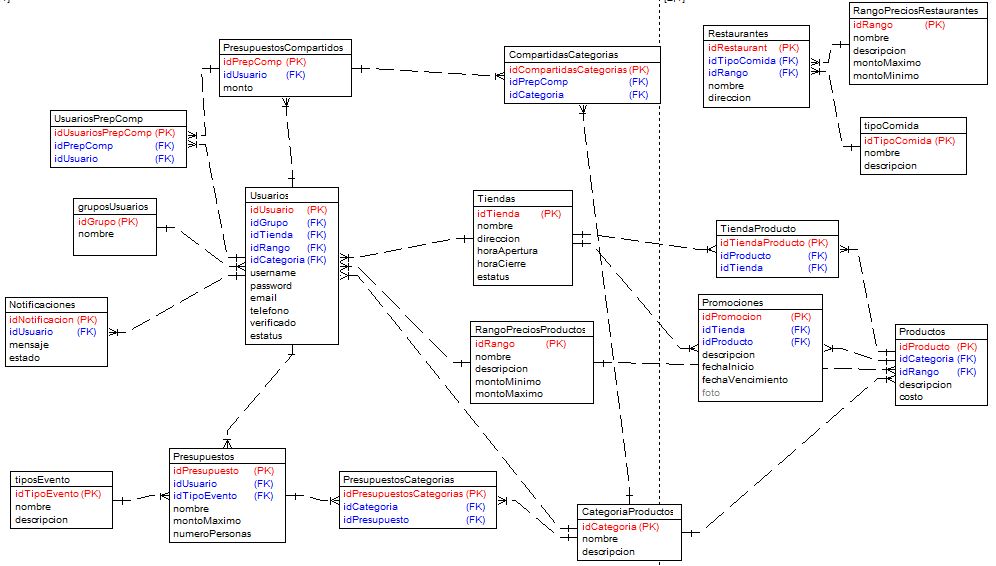 RangoPreciosRestaurantes
idRango (PK)
nombre
descripcion
montoMaximo
montoMinimo
Restaurantes
idRestaurant (PK)
idTipoComida (FK)
idRango (FK)
nombre
direccion
PresupuestosCompartidos
idPrepComp (PK)
idUsuario (FK)
monto
CompartidasCategorias
idCompartidasCategorias (PK)
idPrepComp (FK)
idCategoria (FK)
UsuariosPrepComp
idUsuariosPrepComp (PK)
idPrepComp (FK)
idUsuario (FK)
tipoComida
idTipoComida (PK)
nombre
descripcion
gruposUsuarios
idGrupo (PK)
nombre
Usuarios
idUsuario (PK)
idGrupo (FK)
idTienda (FK)
idRango (FK)
idCategoria (FK)
username
password
email
telefono
verificado
estatus
Tiendas
idTienda (PK)
nombre
direccion
horaApertura
horaCierre
estatus
TiendaProducto
idTiendaProducto (PK)
idProducto (FK)
idTienda (FK)
Notificaciones
idNotificacion (PK)
idUsuario (FK)
mensaje
estado
RangoPreciosProductos
idRango (PK)
nombre
descripcion
montoMinimo
montoMaximo
Promociones
idPromocion (PK)
idTienda (FK)
idProducto (FK)
descripcion
fechaInicio
fechaVencimiento
foto
Productos
idProducto (PK)
idCategoria (FK)
idRango (FK)
descripcion
costo
tiposEvento
idTipoEvento (PK)
nombre
descripcion
Presupuestos
idPresupuesto (PK)
idUsuario (FK)
idTipoEvento (FK)
nombre
montoMaximo
numeroPersonas
PresupuestosCategorias
idPresupuestosCategorias (PK)
idCategoria (FK)
idPresupuesto (FK)
CategoriaProductos
idCategoria (PK)
nombre
descripcion